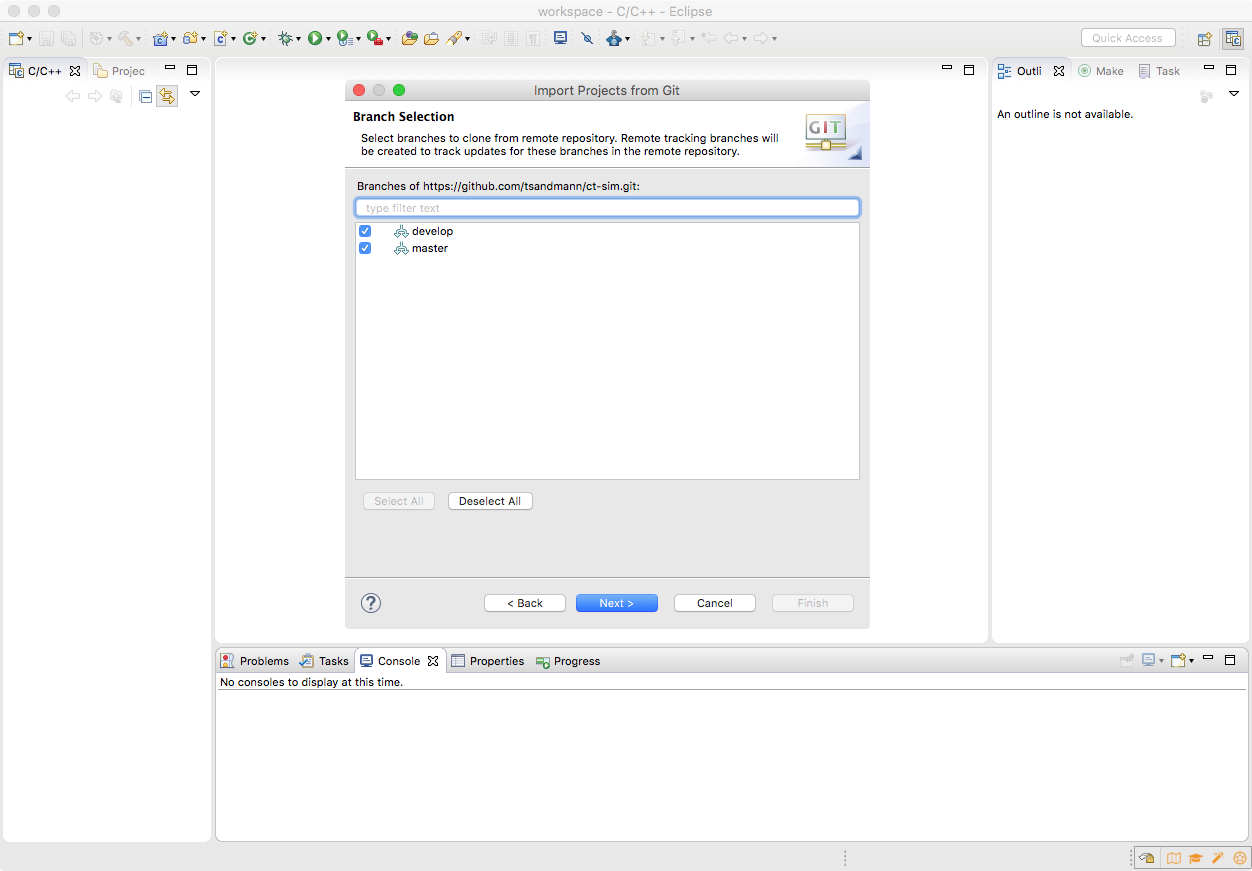 workspace - C/C++ - Eclipse
Quick Access
C/C++
Projec
Outli
Make
Task
An outline is not available.
Import Projects from Git
Branch Selection
Select branches to clone from remote repository. Remote tracking branches will
be created to track updates for these branches in the remote repository.
GIT
Branches of https://github.com/tsandmann/ct-sim.git:
type filter text
develop
master
Select All
Deselect All
?
< Back
Next >
Cancel
Finish
Problems
Tasks
Console
Properties
Progress
No consoles to display at this time.